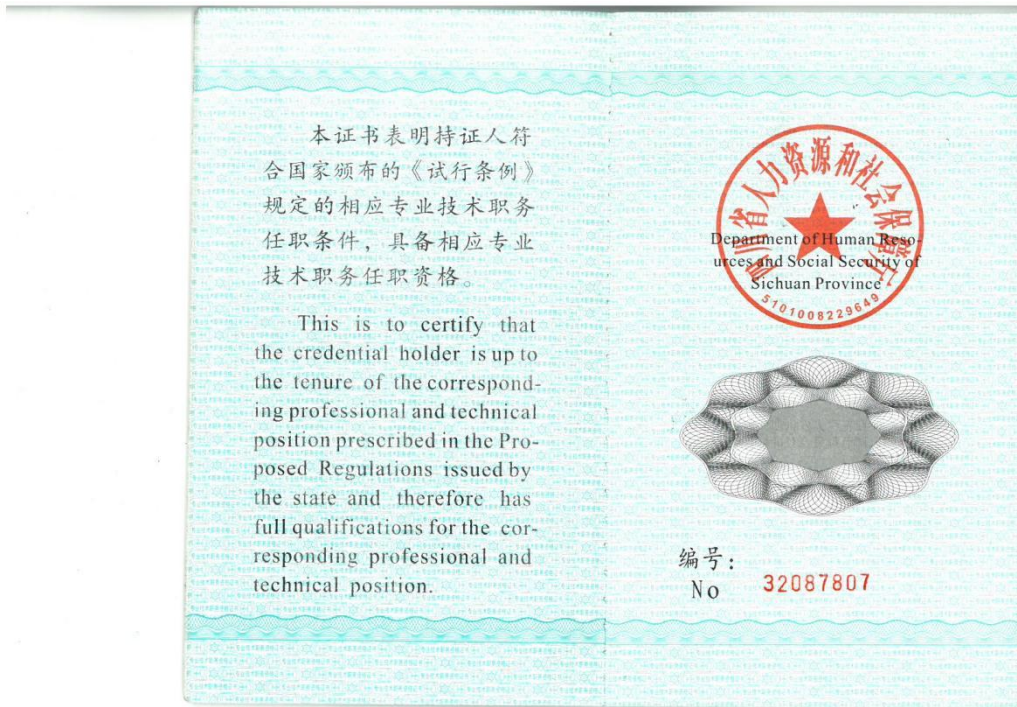 本证书表明持证人符
合国家颁布的《试行条例》
规定的相应专业技术职务
任职条件，具备相应专业
技术职务任职资格。
This is to certify that
the credential holder is up to
the tenure of the correspond-
ing professional and technical
position prescribed in the Pro-
posed Regulations issued by
the state and therefore has
full qualifications for the cor-
responding professional and
technical position.
四川省人力资源和社会保障厅
Department of Human Reso-
urces and Social Security of
Sichuan Province
5101008229649
编号：
No 32087807